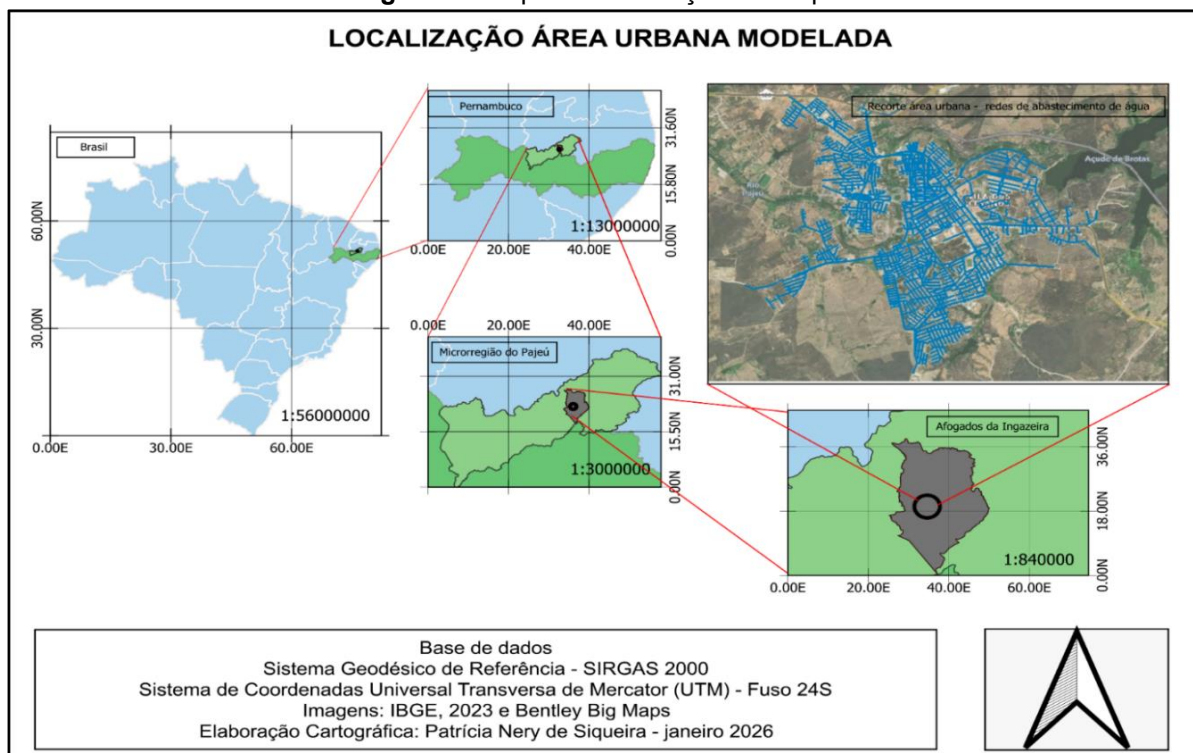 LOCALIZAÇÃO ÁREA URBANA MODELADA
Brasil
60.00N
30.00N
1:56000000
0.00E 30.00E 60.00E
Pernambuco
31.60N
15.80N
0.00N
1:13000000
0.00E 20.00E 40.00E
0.00E 40.00E
Microrregião do Pajeú
31.00N
15.50N
0.00N
1:3000000
Recorte área urbana - redes de abastecimento de água
Açude de Brotas
Afogados da Ingazeira
36.00N
18.00N
0.00N
1:840000
0.00E 20.00E 40.00E 60.00E
Base de dados
Sistema Geodésico de Referência - SIRGAS 2000
Sistema de Coordenadas Universal Transversa de Mercator (UTM) - Fuso 24S
Imagens: IBGE, 2023 e Bentley Big Maps
Elaboração Cartográfica: Patrícia Nery de Siqueira - janeiro 2026